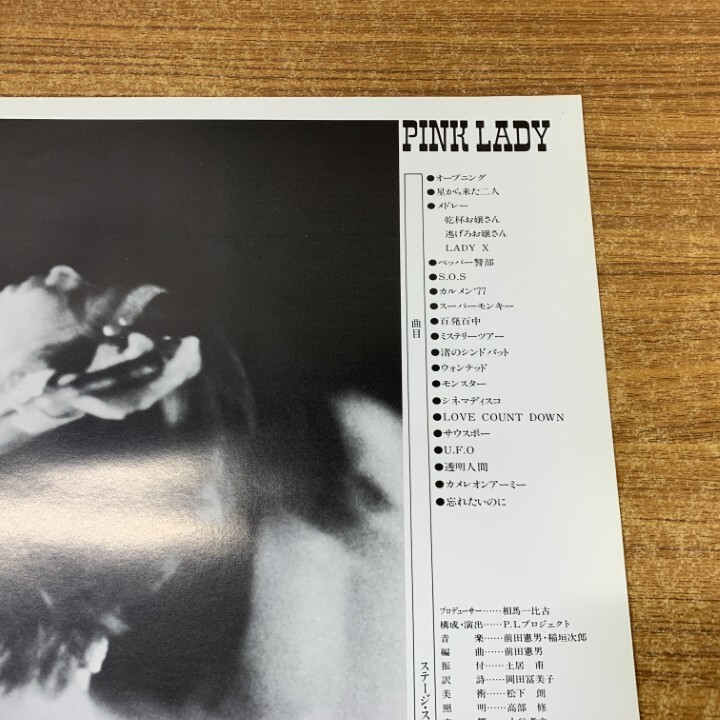 PINK LADY
曲目
●オープニング
●星から来た二人
●メドレー
乾杯お嬢さん
逃げろお嬢さん
LADY X
●ペッパー警部
●S.O.S
●カルメン'77
●スーパーモンキー
●百発百中
●ミステリーツアー
●渚のシンドバット
●ウォンテッド
●モンスター
●シネマディスコ
●LOVE COUNT DOWN
●サウスポー
●U.F.O
●透明人間
●カメレオンアーミー
●忘れたいのに
ステージ・ス
プロデューサー……相馬一比古
構成・演出……P.Lプロジェクト
音楽……前田憲男・稲垣次郎
編曲……前田憲男
振付……土居甫
訳詩……岡田冨美子
美術……松下朗
照明……高部修